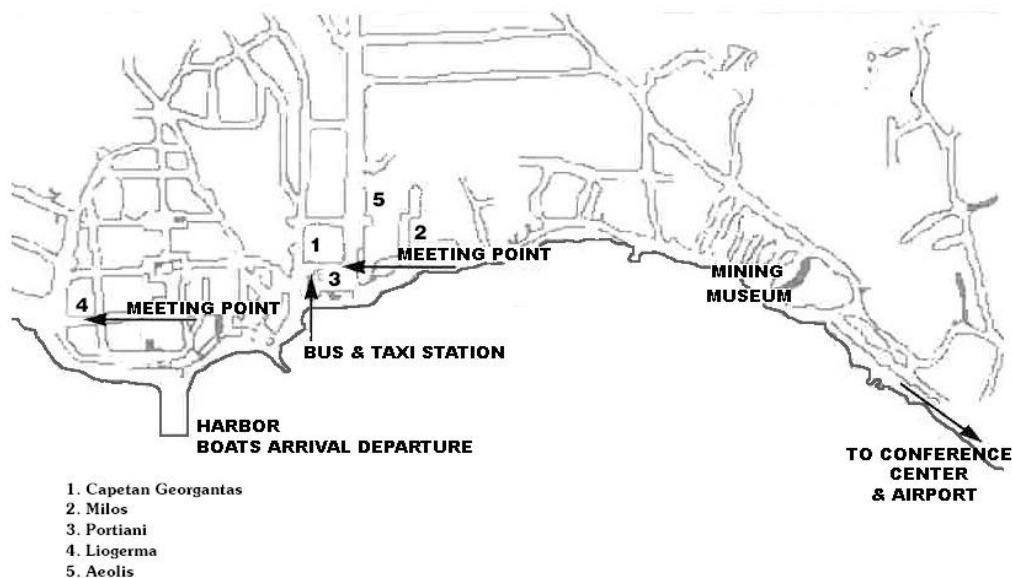 5
1
2
MEETING POINT
3
MINING
MUSEUM
4
MEETING POINT
BUS & TAXI STATION
HARBOR
BOATS ARRIVAL DEPARTURE
TO CONFERENCE
CENTER
& AIRPORT
1. Capetan Georgantas
2. Milos
3. Portiani
4. Liogerma
5. Aeolis